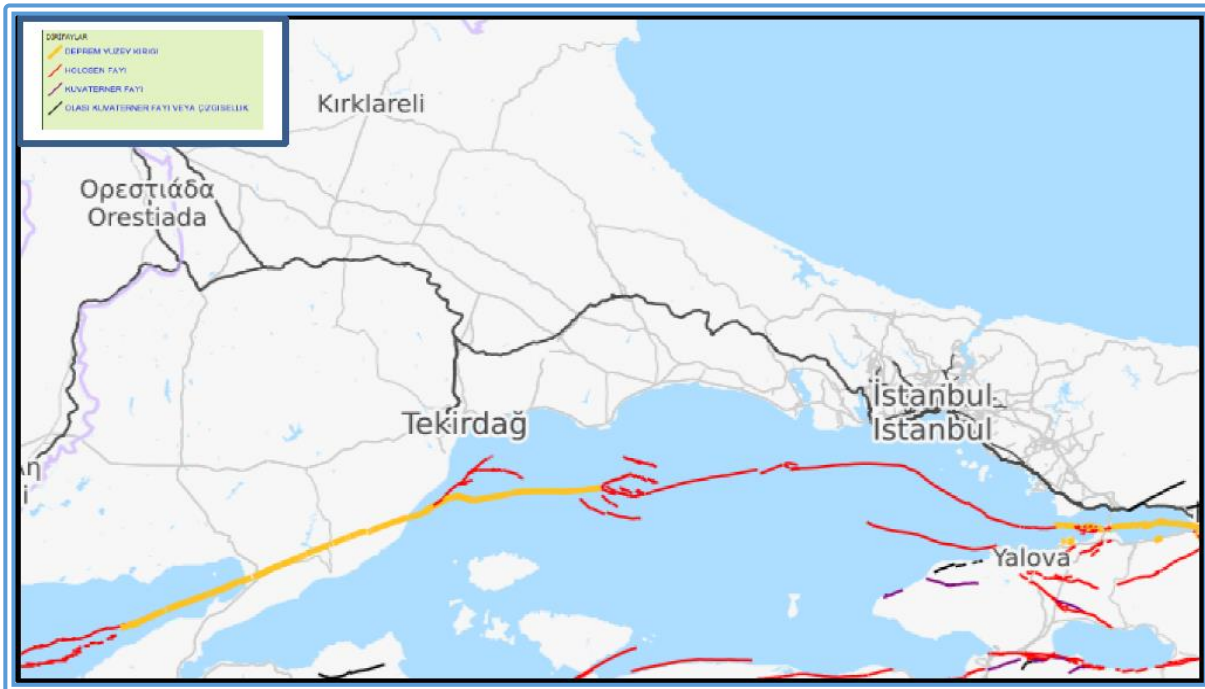 DİRİFAYLAR
DEPREM YÜZEY KIRIĞI
HOLOSEN FAYI
KUVATERNER FAYI
OLASI KUVATERNER FAYI VEYA ÇİZGİSELLİK
Kırklareli
Ορεστιάδα
Orestiada
İstanbul
İstanbul
Tekirdağ
Yalova